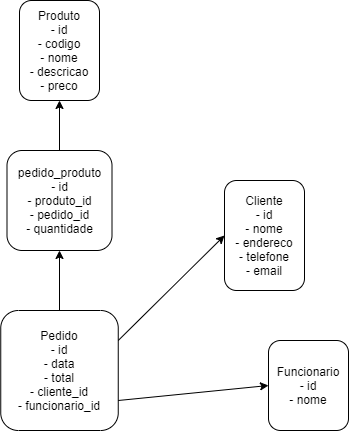 Produto
- id
- codigo
- nome
- descricao
- preco
pedido_produto
- id
- produto_id
- pedido_id
- quantidade
Cliente
- id
- nome
- endereco
- telefone
- email
Pedido
- id
- data
- total
- cliente_id
- funcionario_id
Funcionario
- id
- nome